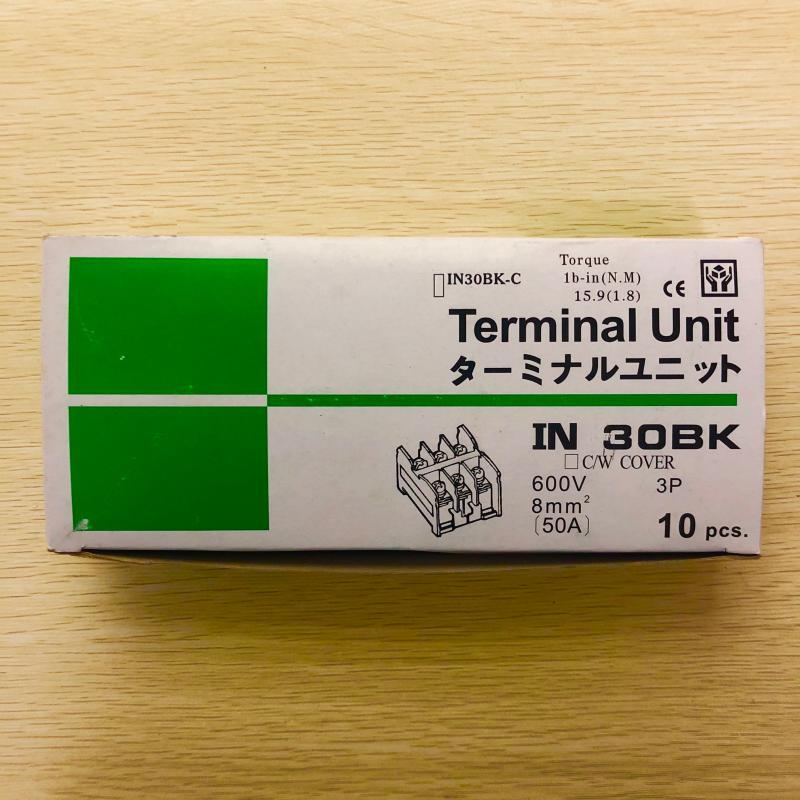 □IN30BK-C
Torque
1b-in(N.M)
15.9(1.8)
CE
Terminal Unit
ターミナルユニット
IN 30BK
□C/W COVER
600V 3P
8mm²
(50A)
10 pcs.